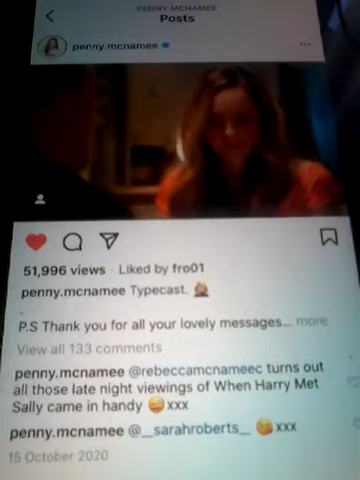 PENNY.MCNAMEE
Posts
penny.mcnamee
51,996 views · Liked by fro01
penny.mcnamee Typecast. 🤦🏼‍♀️
.
P.S Thank you for all your lovely messages... more
View all 133 comments
penny.mcnamee @rebeccamcnameec turns out
all those late night viewings of When Harry Met
Sally came in handy 😄xxx
penny.mcnamee @__sarahroberts__ 😘xxx
15 October 2020